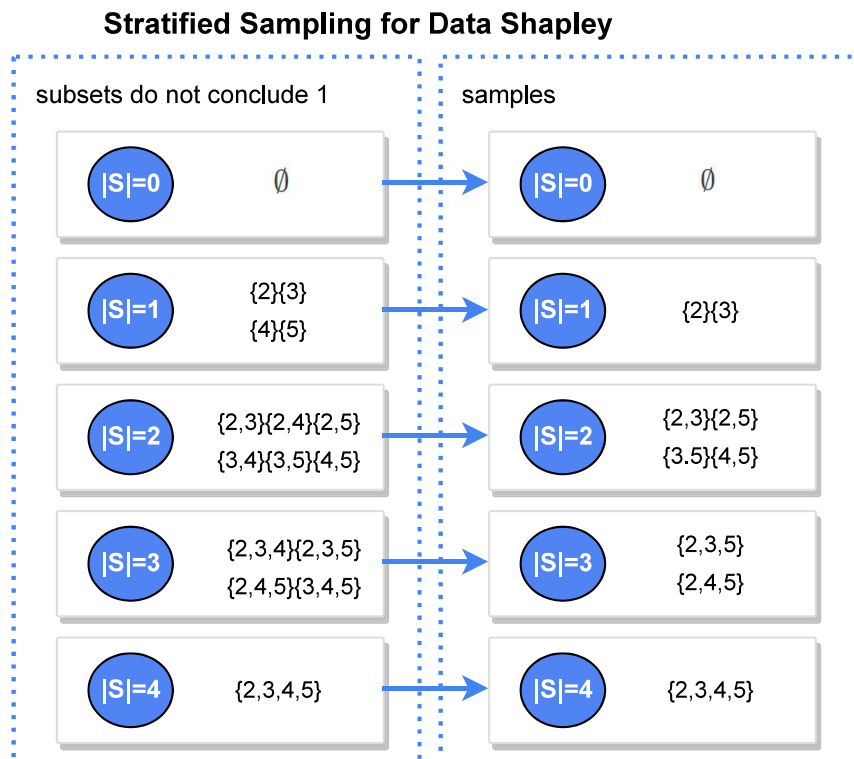 Stratified Sampling for Data Shapley
subsets do not conclude 1
|S|=0 ∅
|S|=1 {2}{3}
{4}{5}
|S|=2 {2,3}{2,4}{2,5}
{3,4}{3,5}{4,5}
|S|=3 {2,3,4}{2,3,5}
{2,4,5}{3,4,5}
|S|=4 {2,3,4,5}
samples
|S|=0 ∅
|S|=1 {2}{3}
|S|=2 {2,3}{2,5}
{3.5}{4,5}
|S|=3 {2,3,5}
{2,4,5}
|S|=4 {2,3,4,5}